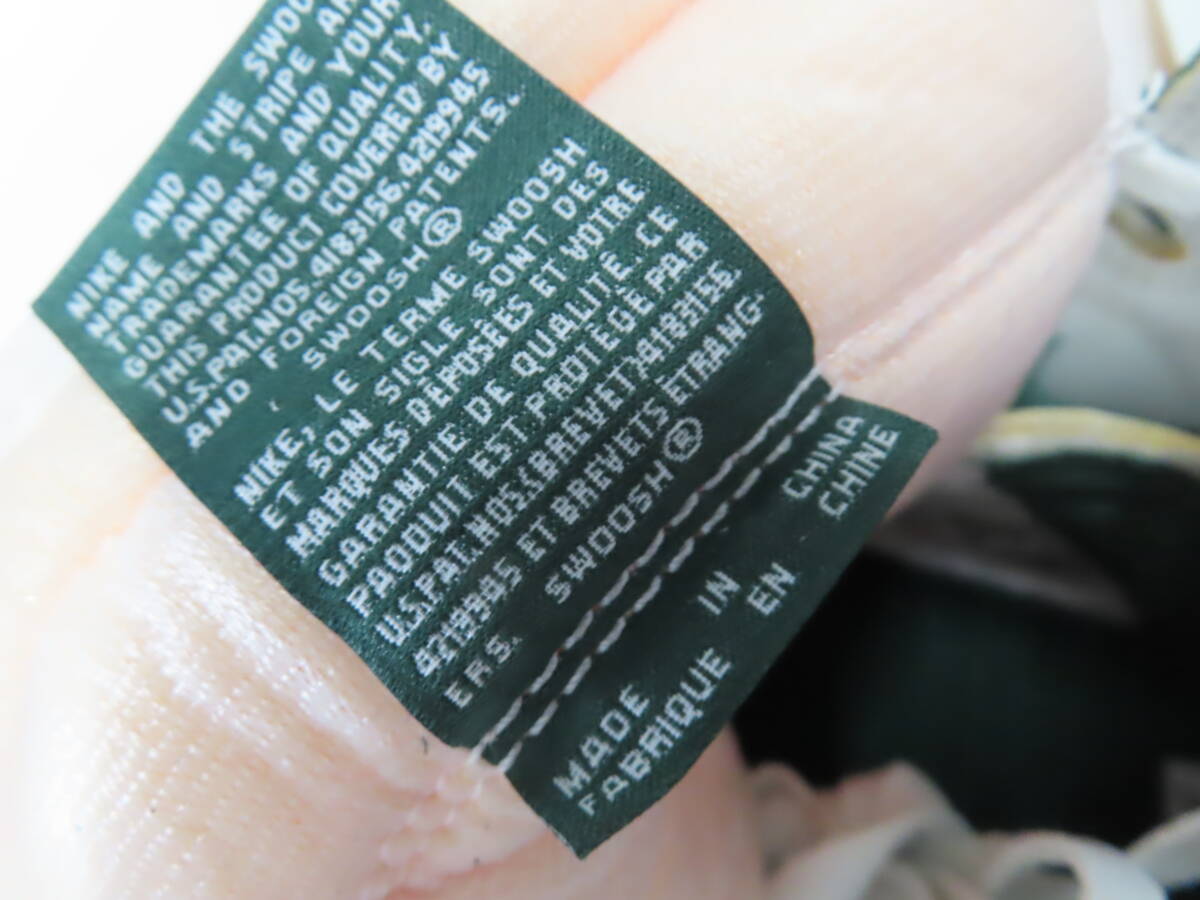 NIKE AND THE SWOO
NAME AND STRIPE AR
TRADEMARKS AND YOUR
GUARANTEE OF QUALITY.
THIS PRODUCT COVERED BY
U.S.PAT.NOS.4183156.4219945
AND FOREIGN PATENTS.
SWOOSH®
NIKE, LE TERME SWOOSH
ET SON SIGLE SONT DES
MARQUES DÉPOSÉES ET VOTRE
GARANTIE DE QUALITÉ. CE
PRODUIT EST PROTÉGÉ PAR
U.S.PAT.NOS.(BREVET)4183156.
4219945 ET BREVETS ÉTRANG.
ERS. SWOOSH®
MADE IN CHINA
FABRIQUE EN CHINE